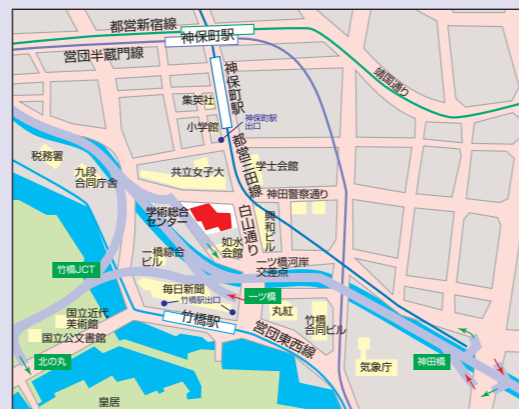 都営新宿線
神保町駅
営団半蔵門線
靖国通り
神保町駅
集英社
小学館
神保町駅
出口
都営三田線
税務署
九段
合同庁舎
共立女子大
学士会館
神田警察通り
学術総合
センター
白山通り
興和ビル
如水
会館
一橋綜合
ビル
一ツ橋河岸
交差点
竹橋JCT
毎日新聞
竹橋駅出口
一ツ橋
国立近代
美術館
竹橋駅
丸紅
竹橋
合同ビル
国立公文書館
営団東西線
北の丸
気象庁
神田橋
皇居